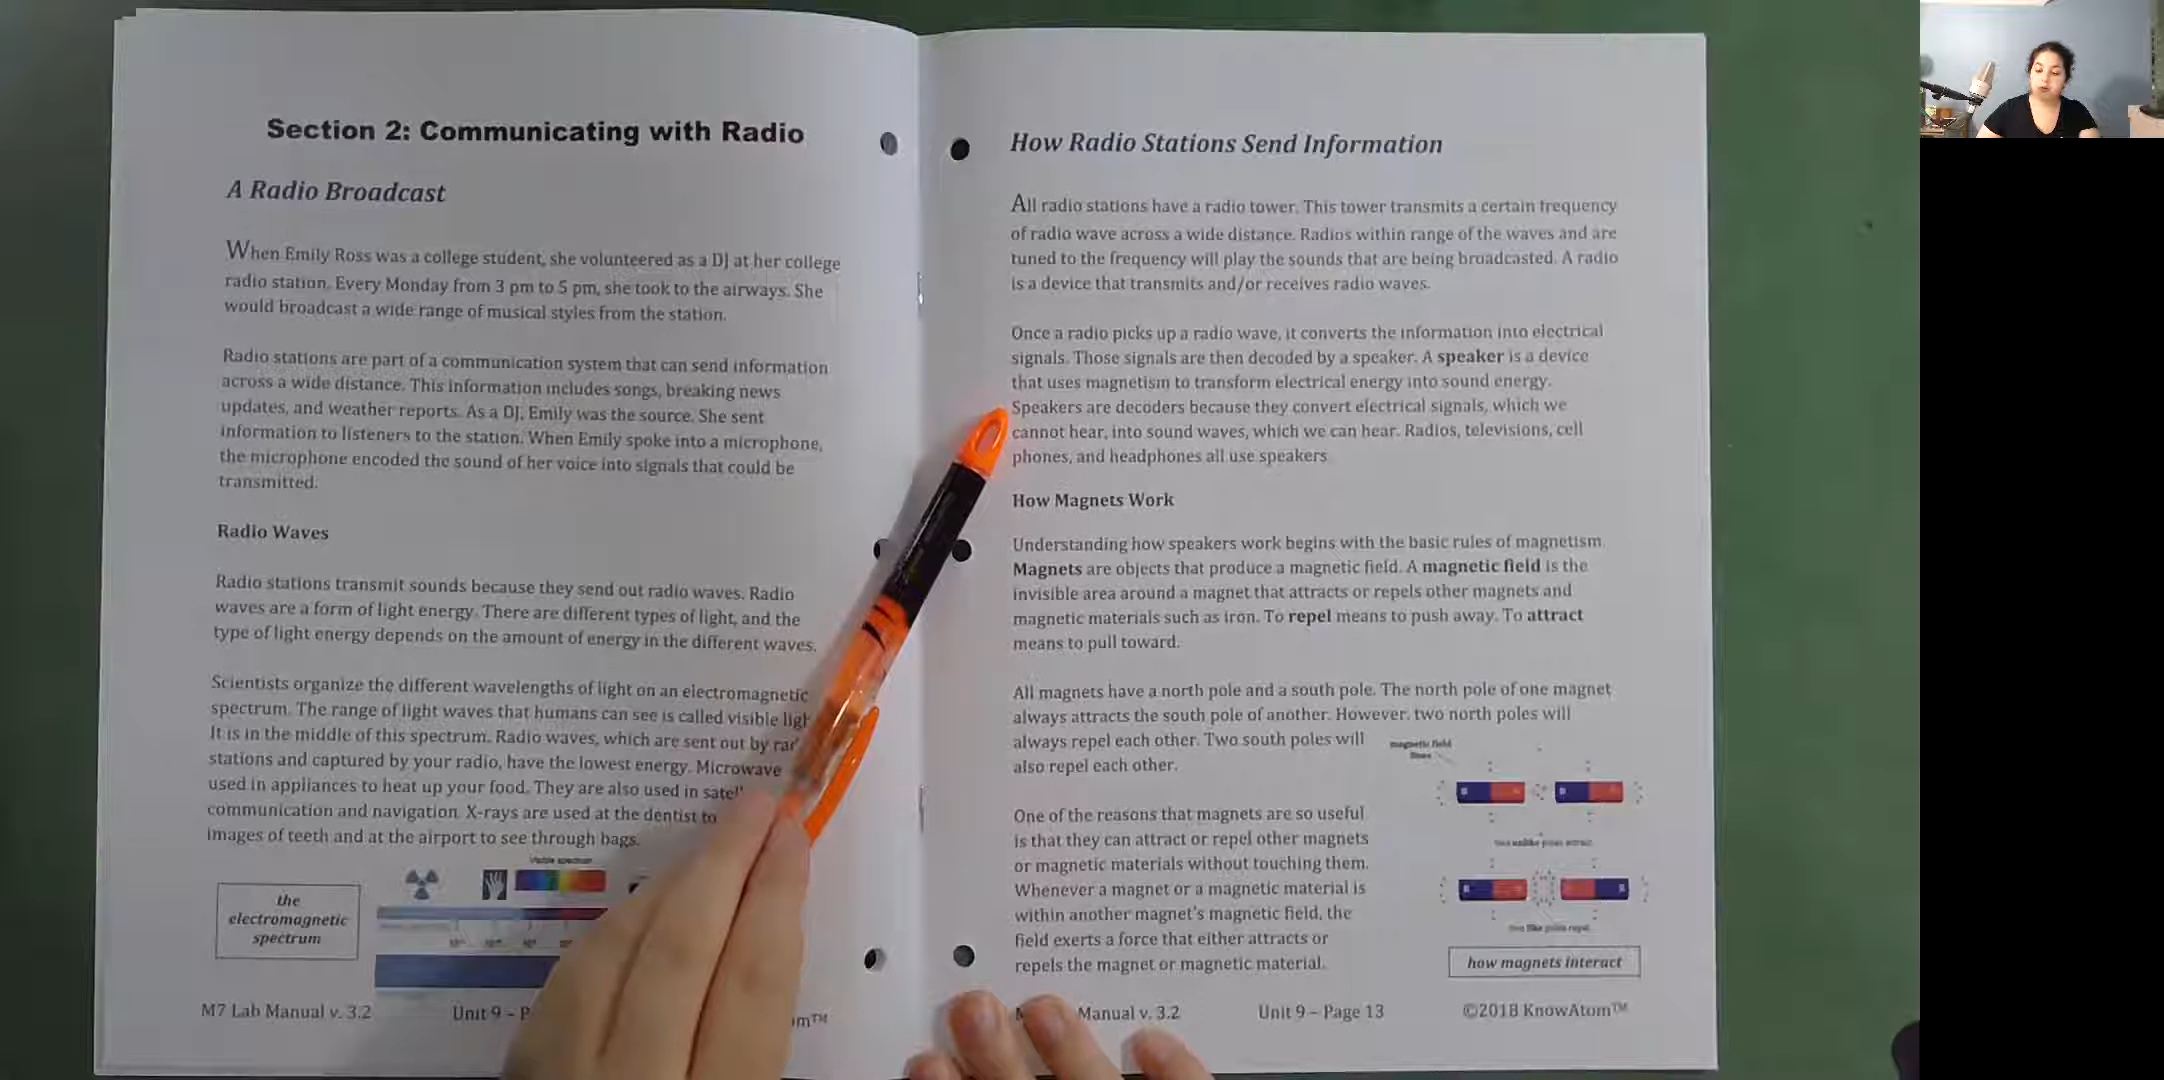 Section 2: Communicating with Radio
A Radio Broadcast
When Emily Ross was a college student, she volunteered as a DJ at her college
radio station. Every Monday from 3 pm to 5 pm, she took to the airways. She
would broadcast a wide range of musical styles from the station.
Radio stations are part of a communication system that can send information
across a wide distance. This information includes songs, breaking news
updates, and weather reports. As a DJ, Emily was the source. She sent
information to listeners to the station. When Emily spoke into a microphone,
the microphone encoded the sound of her voice into signals that could be
transmitted.
Radio Waves
Radio stations transmit sounds because they send out radio waves. Radio
waves are a form of light energy. There are different types of light, and the
type of light energy depends on the amount of energy in the different waves.
Scientists organize the different wavelengths of light on an electromagnetic
spectrum. The range of light waves that humans can see is called visible
It is in the middle of this spectrum. Radio waves, which are sent out by
stations and captured by your radio, have the lowest energy. Microwave
used in appliances to heat up your food. They are also used in
communication and navigation. X-rays are used at the dentist to
images of teeth and at the airport to see through bags.
Visible spectrum
the
electromagnetic
spectrum
M7 Lab Manual v. 3.2 Unit 9 –
How Radio Stations Send Information
All radio stations have a radio tower. This tower transmits a certain frequency
of radio wave across a wide distance. Radios within range of the waves and are
tuned to the frequency will play the sounds that are being broadcasted. A radio
is a device that transmits and/or receives radio waves.
Once a radio picks up a radio wave, it converts the information into electrical
signals. Those signals are then decoded by a speaker. A speaker is a device
that uses magnetism to transform electrical energy into sound energy.
Speakers are decoders because they convert electrical signals, which we
cannot hear, into sound waves, which we can hear. Radios, televisions, cell
phones, and headphones all use speakers
How Magnets Work
Understanding how speakers work begins with the basic rules of magnetism.
Magnets are objects that produce a magnetic field. A magnetic field is the
invisible area around a magnet that attracts or repels other magnets and
magnetic materials such as iron. To repel means to push away. To attract
means to pull toward.
All magnets have a north pole and a south pole. The north pole of one magnet
always attracts the south pole of another. However, two north poles will
always repel each other. Two south poles will
also repel each other.
One of the reasons that magnets are so useful
is that they can attract or repel other magnets
or magnetic materials without touching them.
Whenever a magnet or a magnetic material is
within another magnet's magnetic field, the
field exerts a force that either attracts or
repels the magnet or magnetic material.
magnetic field
lines
two unlike poles attract
two like poles repel
how magnets interact
Manual v. 3.2 Unit 9 – Page 13 ©2018 KnowAtom™